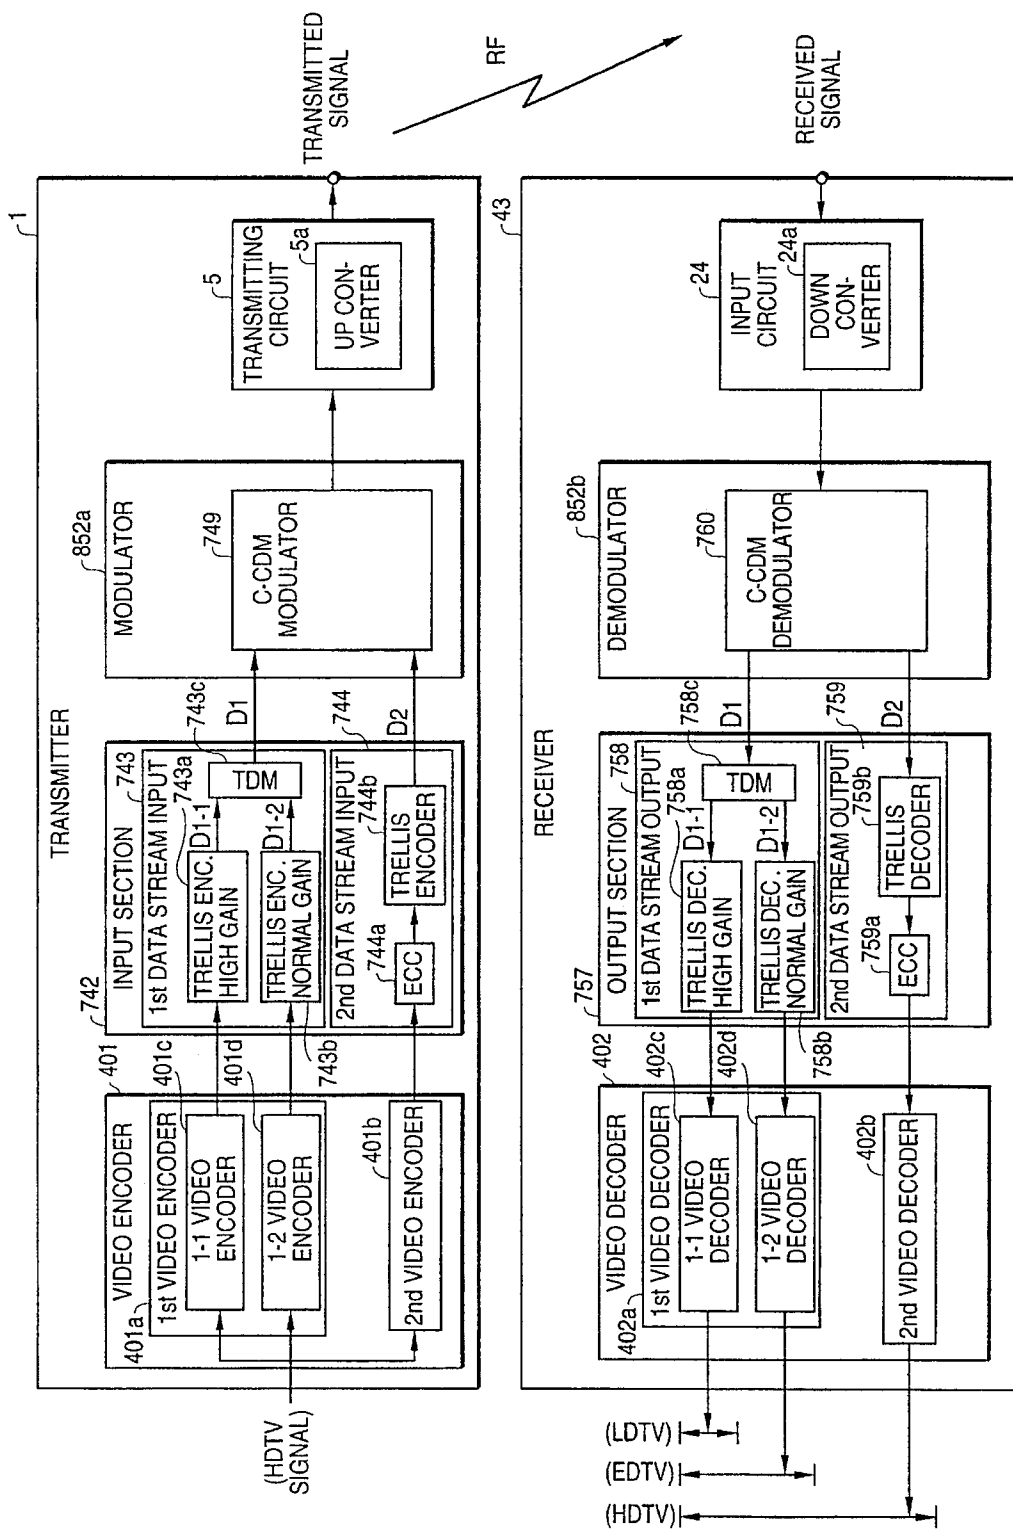 1
TRANSMITTER
(HDTV
SIGNAL)
401
VIDEO ENCODER
401a
1st VIDEO ENCODER
401c
1-1 VIDEO
ENCODER
401d
1-2 VIDEO
ENCODER
401b
2nd VIDEO ENCODER
742
INPUT SECTION
743
1st DATA STREAM INPUT
743a
TRELLIS ENC.
HIGH GAIN
D1-1
743b
TRELLIS ENC.
NORMAL GAIN
D1-2
743c
TDM
744
2nd DATA STREAM INPUT
744a
ECC
744b
TRELLIS
ENCODER
D1
D2
852a
MODULATOR
749
C-CDM
MODULATOR
5
TRANSMITTING
CIRCUIT
5a
UP CON-
VERTER
TRANSMITTED
SIGNAL
RF
43
RECEIVER
(LDTV)
(EDTV)
(HDTV)
402
VIDEO DECODER
402a
1st VIDEO DECODER
402c
1-1 VIDEO
DECODER
402d
1-2 VIDEO
DECODER
402b
2nd VIDEO DECODER
757
OUTPUT SECTION
758
1st DATA STREAM OUTPUT
758a
TRELLIS DEC.
HIGH GAIN
D1-1
758b
TRELLIS DEC.
NORMAL GAIN
D1-2
758c
TDM
759
2nd DATA STREAM OUTPUT
759a
ECC
759b
TRELLIS
DECODER
D1
D2
852b
DEMODULATOR
760
C-CDM
DEMODULATOR
24
INPUT
CIRCUIT
24a
DOWN
CON-
VERTER
RECEIVED
SIGNAL